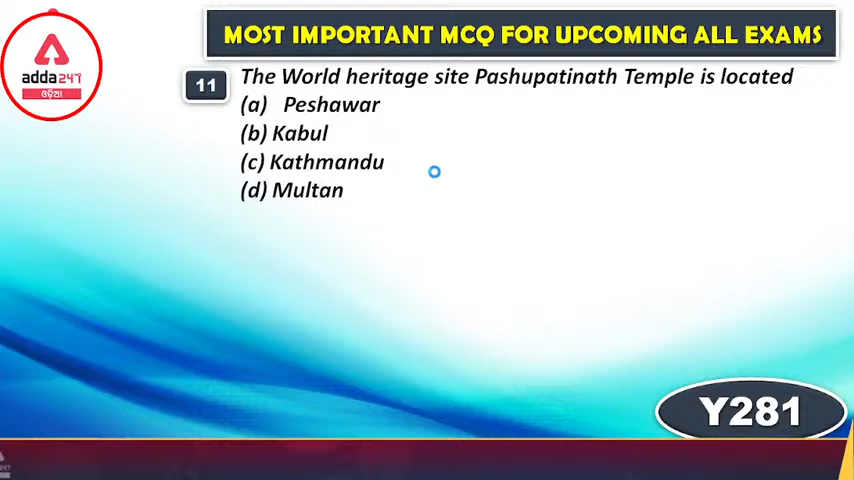 MOST IMPORTANT MCQ FOR UPCOMING ALL EXAMS
adda247
ଓଡ଼ିଆ
11 The World heritage site Pashupatinath Temple is located
(a) Peshawar
(b) Kabul
(c) Kathmandu
(d) Multan
Y281